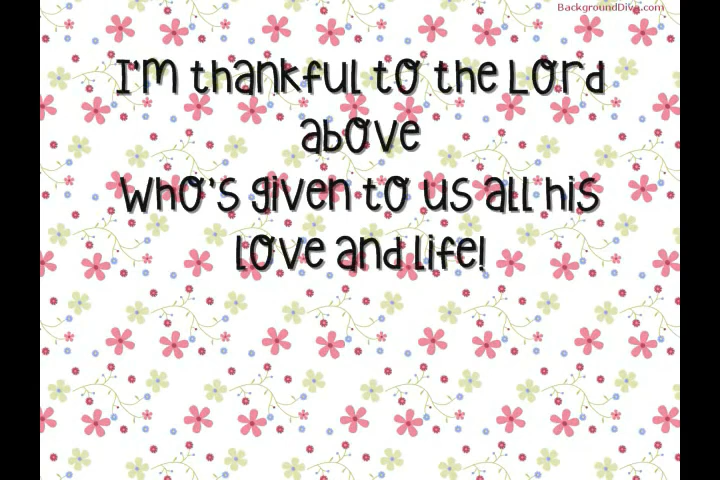 BackgroundDiva.com
I'm thankful to the Lord
above
Who's given to us all his
love and life!